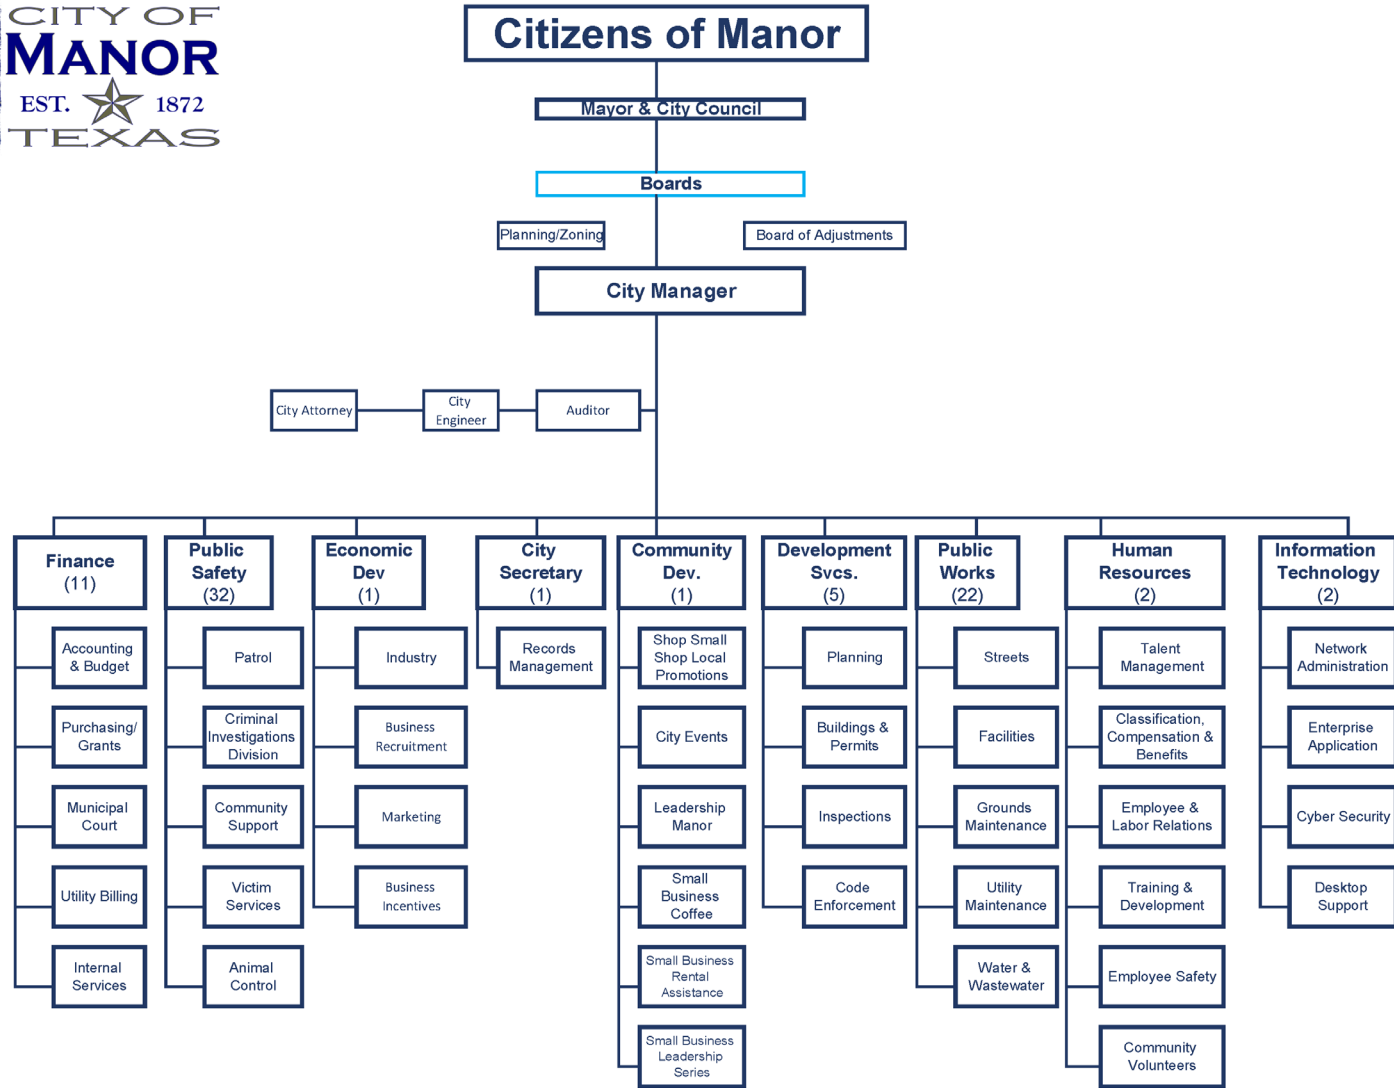 CITY OF
MANOR
EST. 1872
TEXAS
Citizens of Manor
Mayor & City Council
Boards
Planning/Zoning
Board of Adjustments
City Manager
City Attorney
City
Engineer
Auditor
Finance
(11)
Accounting
& Budget
Purchasing/
Grants
Municipal
Court
Utility Billing
Internal
Services
Public
Safety
(32)
Patrol
Criminal
Investigations
Division
Community
Support
Victim
Services
Animal
Control
Economic
Dev
(1)
Industry
Business
Recruitment
Marketing
Business
Incentives
City
Secretary
(1)
Records
Management
Community
Dev.
(1)
Shop Small
Shop Local
Promotions
City Events
Leadership
Manor
Small
Business
Coffee
Small Business
Rental
Assistance
Small Business
Leadership
Series
Development
Svcs.
(5)
Planning
Buildings &
Permits
Inspections
Code
Enforcement
Public
Works
(22)
Streets
Facilities
Grounds
Maintenance
Utility
Maintenance
Water &
Wastewater
Human
Resources
(2)
Talent
Management
Classification,
Compensation &
Benefits
Employee &
Labor Relations
Training &
Development
Employee Safety
Community
Volunteers
Information
Technology
(2)
Network
Administration
Enterprise
Application
Cyber Security
Desktop
Support